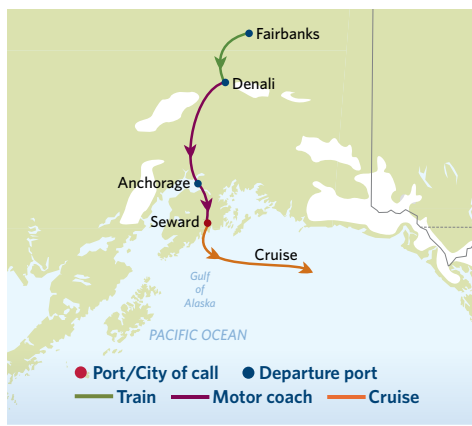 Fairbanks
Denali
Anchorage
Seward
Cruise
Gulf
of
Alaska
PACIFIC OCEAN
Port/City of call Departure port
Train Motor coach Cruise